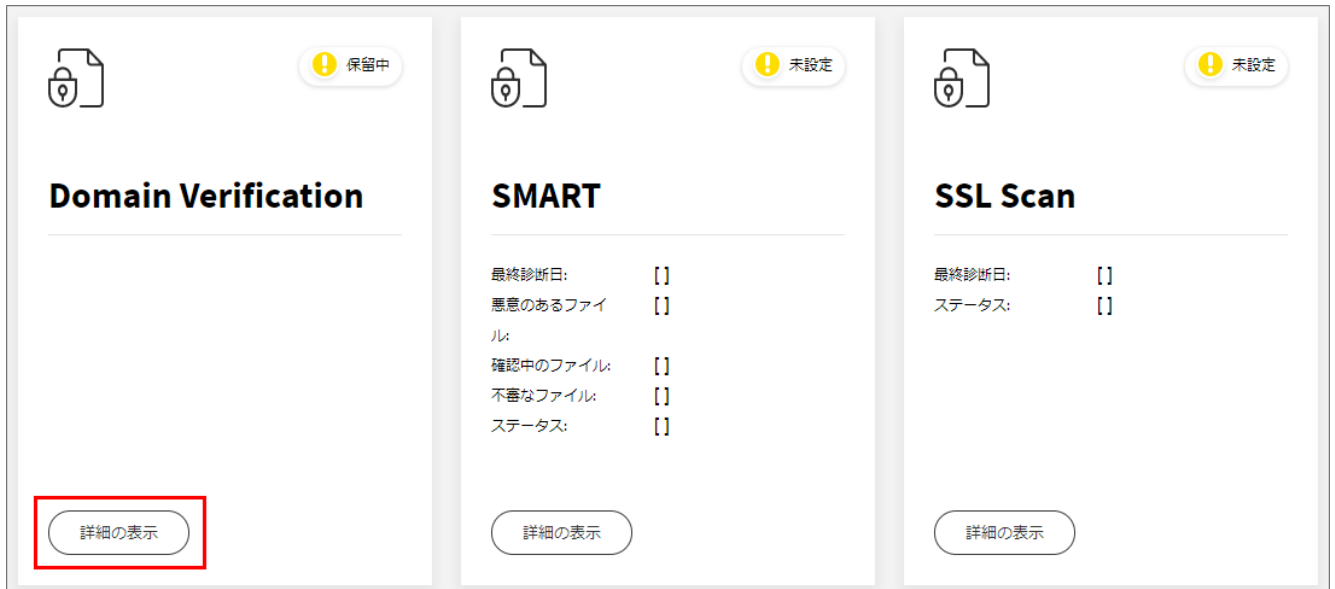 保留中
Domain Verification
詳細の表示
未設定
SMART
最終診断日: [ ]
悪意のあるファイ [ ]
ル:
確認中のファイル: [ ]
不審なファイル: [ ]
ステータス: [ ]
詳細の表示
未設定
SSL Scan
最終診断日: [ ]
ステータス: [ ]
詳細の表示